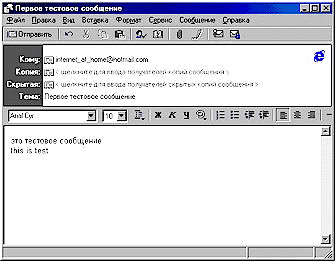 Первое тестовое сообщение
Файл Правка Вид Вставка Формат Сервис Сообщение Справка
Отправить
Кому: internet_at_home@hotmail.com
Копия: < щелкните для ввода получателей копий сообщения >
Скрытая: < щелкните для ввода получателей скрытых копий сообщения >
Тема: Первое тестовое сообщение
Arial Cyr 10 Ж К Ч
это тестовое сообщение
this is test